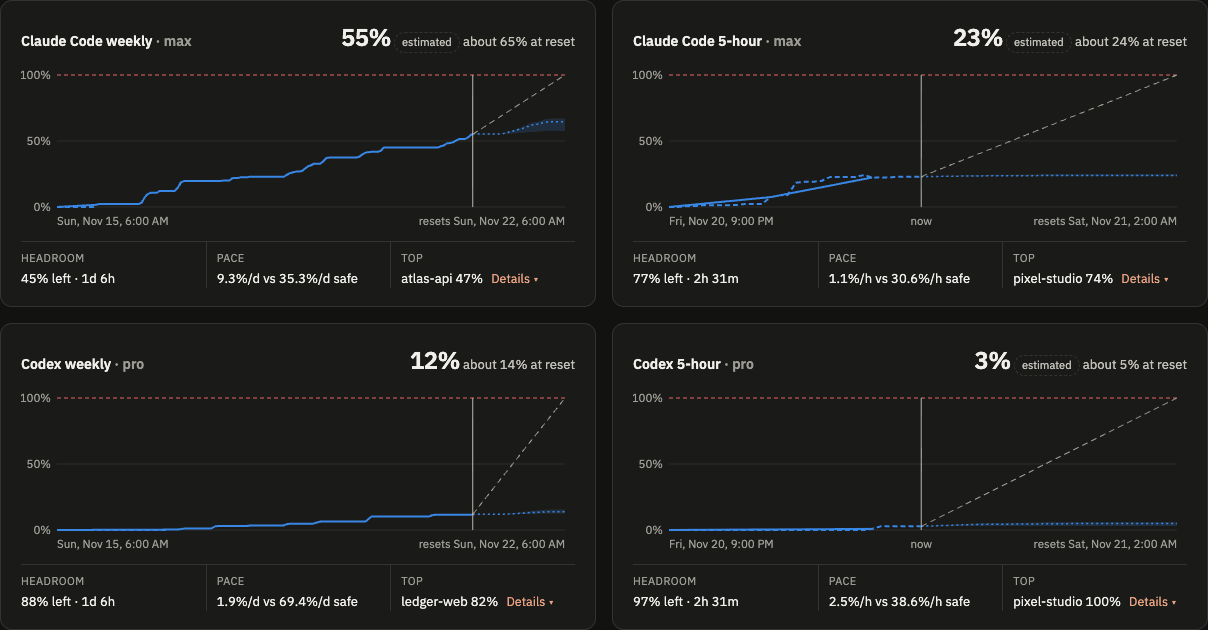 Claude Code weekly · max 55% estimated about 65% at reset
100%
50%
0%
Sun, Nov 15, 6:00 AM resets Sun, Nov 22, 6:00 AM
HEADROOM PACE TOP
45% left · 1d 6h 9.3%/d vs 35.3%/d safe atlas-api 47% Details ▾
Claude Code 5-hour · max 23% estimated about 24% at reset
100%
50%
0%
Fri, Nov 20, 9:00 PM now resets Sat, Nov 21, 2:00 AM
HEADROOM PACE TOP
77% left · 2h 31m 1.1%/h vs 30.6%/h safe pixel-studio 74% Details ▾
Codex weekly · pro 12% about 14% at reset
100%
50%
0%
Sun, Nov 15, 6:00 AM resets Sun, Nov 22, 6:00 AM
HEADROOM PACE TOP
88% left · 1d 6h 1.9%/d vs 69.4%/d safe ledger-web 82% Details ▾
Codex 5-hour · pro 3% estimated about 5% at reset
100%
50%
0%
Fri, Nov 20, 9:00 PM now resets Sat, Nov 21, 2:00 AM
HEADROOM PACE TOP
97% left · 2h 31m 2.5%/h vs 38.6%/h safe pixel-studio 100% Details ▾